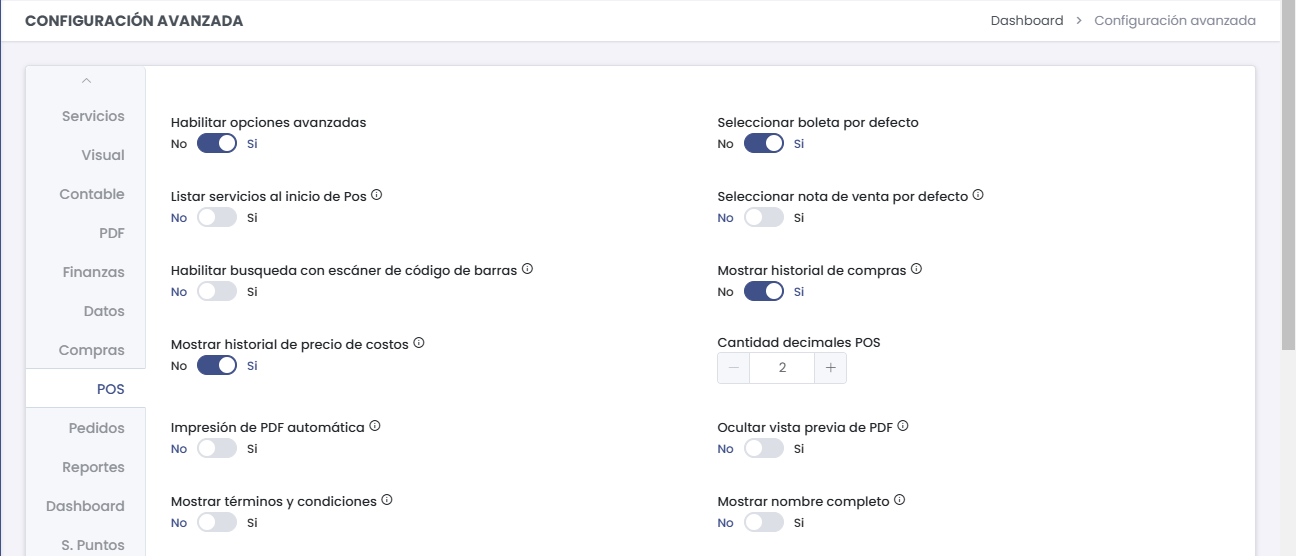 CONFIGURACIÓN AVANZADA
Dashboard > Configuración avanzada
Servicios
Visual
Contable
PDF
Finanzas
Datos
Compras
POS
Pedidos
Reportes
Dashboard
S. Puntos
Habilitar opciones avanzadas
No Si
Seleccionar boleta por defecto
No Si
Listar servicios al inicio de Pos
No Si
Seleccionar nota de venta por defecto
No Si
Habilitar busqueda con escáner de código de barras
No Si
Mostrar historial de compras
No Si
Mostrar historial de precio de costos
No Si
Cantidad decimales POS
− 2 +
Impresión de PDF automática
No Si
Ocultar vista previa de PDF
No Si
Mostrar términos y condiciones
No Si
Mostrar nombre completo
No Si